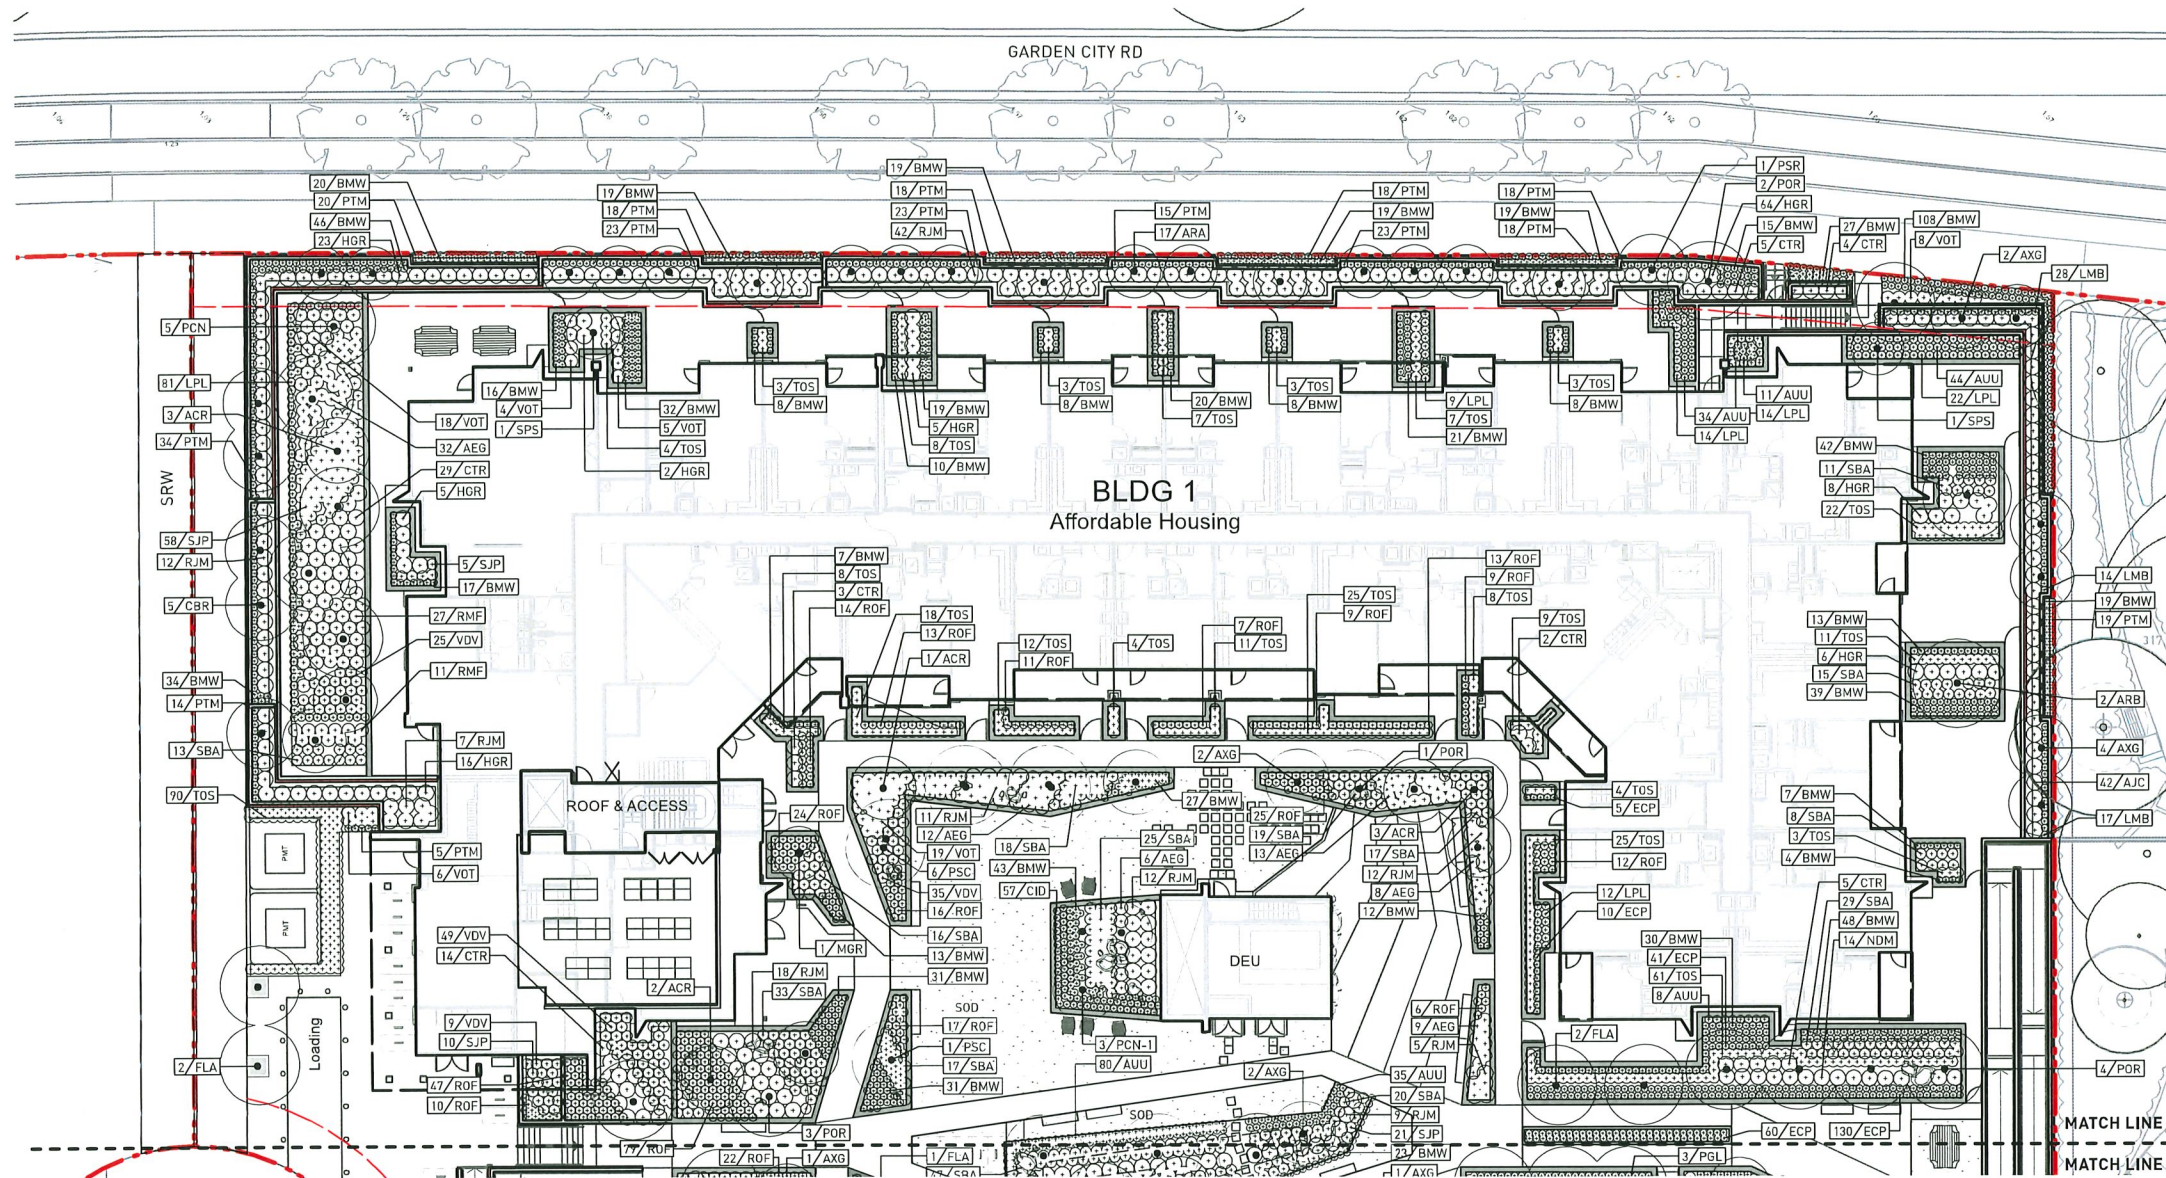 GARDEN CITY RD
20/BMW
20/PTM
46/BMW
23/HGR
19/BMW
18/PTM
23/PTM
19/BMW
18/PTM
23/PTM
42/RJM
15/PTM
17/ARA
18/PTM
19/BMW
23/PTM
18/PTM
19/BMW
18/PTM
1/PSR
2/POR
64/HGR
15/BMW
5/CTR
27/BMW
4/CTR
108/BMW
8/VOT
2/AXG
28/LMB
5/PCN
81/LPL
3/ACR
34/PTM
SRW
58/SJP
12/RJM
5/CBR
34/BMW
14/PTM
13/SBA
90/TOS
2/FLA
18/VOT
32/AEG
29/CTR
5/HGR
5/SJP
17/BMW
27/RMF
25/VDV
11/RMF
7/RJM
16/HGR
5/PTM
6/VOT
16/BMW
4/VOT
1/SPS
32/BMW
5/VOT
4/TOS
2/HGR
3/TOS
8/BMW
19/BMW
5/HGR
8/TOS
10/BMW
3/TOS
8/BMW
20/BMW
7/TOS
3/TOS
8/BMW
9/LPL
7/TOS
21/BMW
3/TOS
8/BMW
34/AUU
14/LPL
11/AUU
14/LPL
44/AUU
22/LPL
1/SPS
BLDG 1
Affordable Housing
42/BMW
11/SBA
8/HGR
22/TOS
14/LMB
19/BMW
19/PTM
13/BMW
11/TOS
6/HGR
15/SBA
39/BMW
2/ARB
4/AXG
42/AJC
17/LMB
7/BMW
8/TOS
3/CTR
14/ROF
18/TOS
13/ROF
1/ACR
12/TOS
11/ROF
4/TOS
7/ROF
11/TOS
25/TOS
9/ROF
13/ROF
9/ROF
8/TOS
9/TOS
2/CTR
2/AXG
1/POR
ROOF & ACCESS
PMT
PMT
Loading
24/ROF
11/RJM
12/AEG
19/VOT
6/PSC
35/VDV
16/ROF
16/SBA
13/BMW
31/BMW
1/MGR
18/SBA
43/BMW
57/CID
27/BMW
25/SBA
6/AEG
12/RJM
25/ROF
19/SBA
13/AEG
3/ACR
17/SBA
12/RJM
8/AEG
12/BMW
4/TOS
5/ECP
25/TOS
12/ROF
12/LPL
10/ECP
7/BMW
8/SBA
3/TOS
4/BMW
5/CTR
29/SBA
48/BMW
14/NDM
30/BMW
41/ECP
61/TOS
8/AUU
DEU
49/VDV
14/CTR
2/ACR
18/RJM
33/SBA
9/VDV
10/SJP
47/ROF
10/ROF
SOD
17/ROF
1/PSC
17/SBA
31/BMW
3/PCN-1
80/AUU
2/AXG
6/ROF
9/AEG
5/RJM
35/AUU
20/SBA
9/RJM
21/SJP
23/BMW
1/AXG
2/FLA
4/POR
SOD
3/POR
79/ROF
22/ROF
1/AXG
1/FLA
60/ECP
130/ECP
3/PGL
MATCH LINE
MATCH LINE